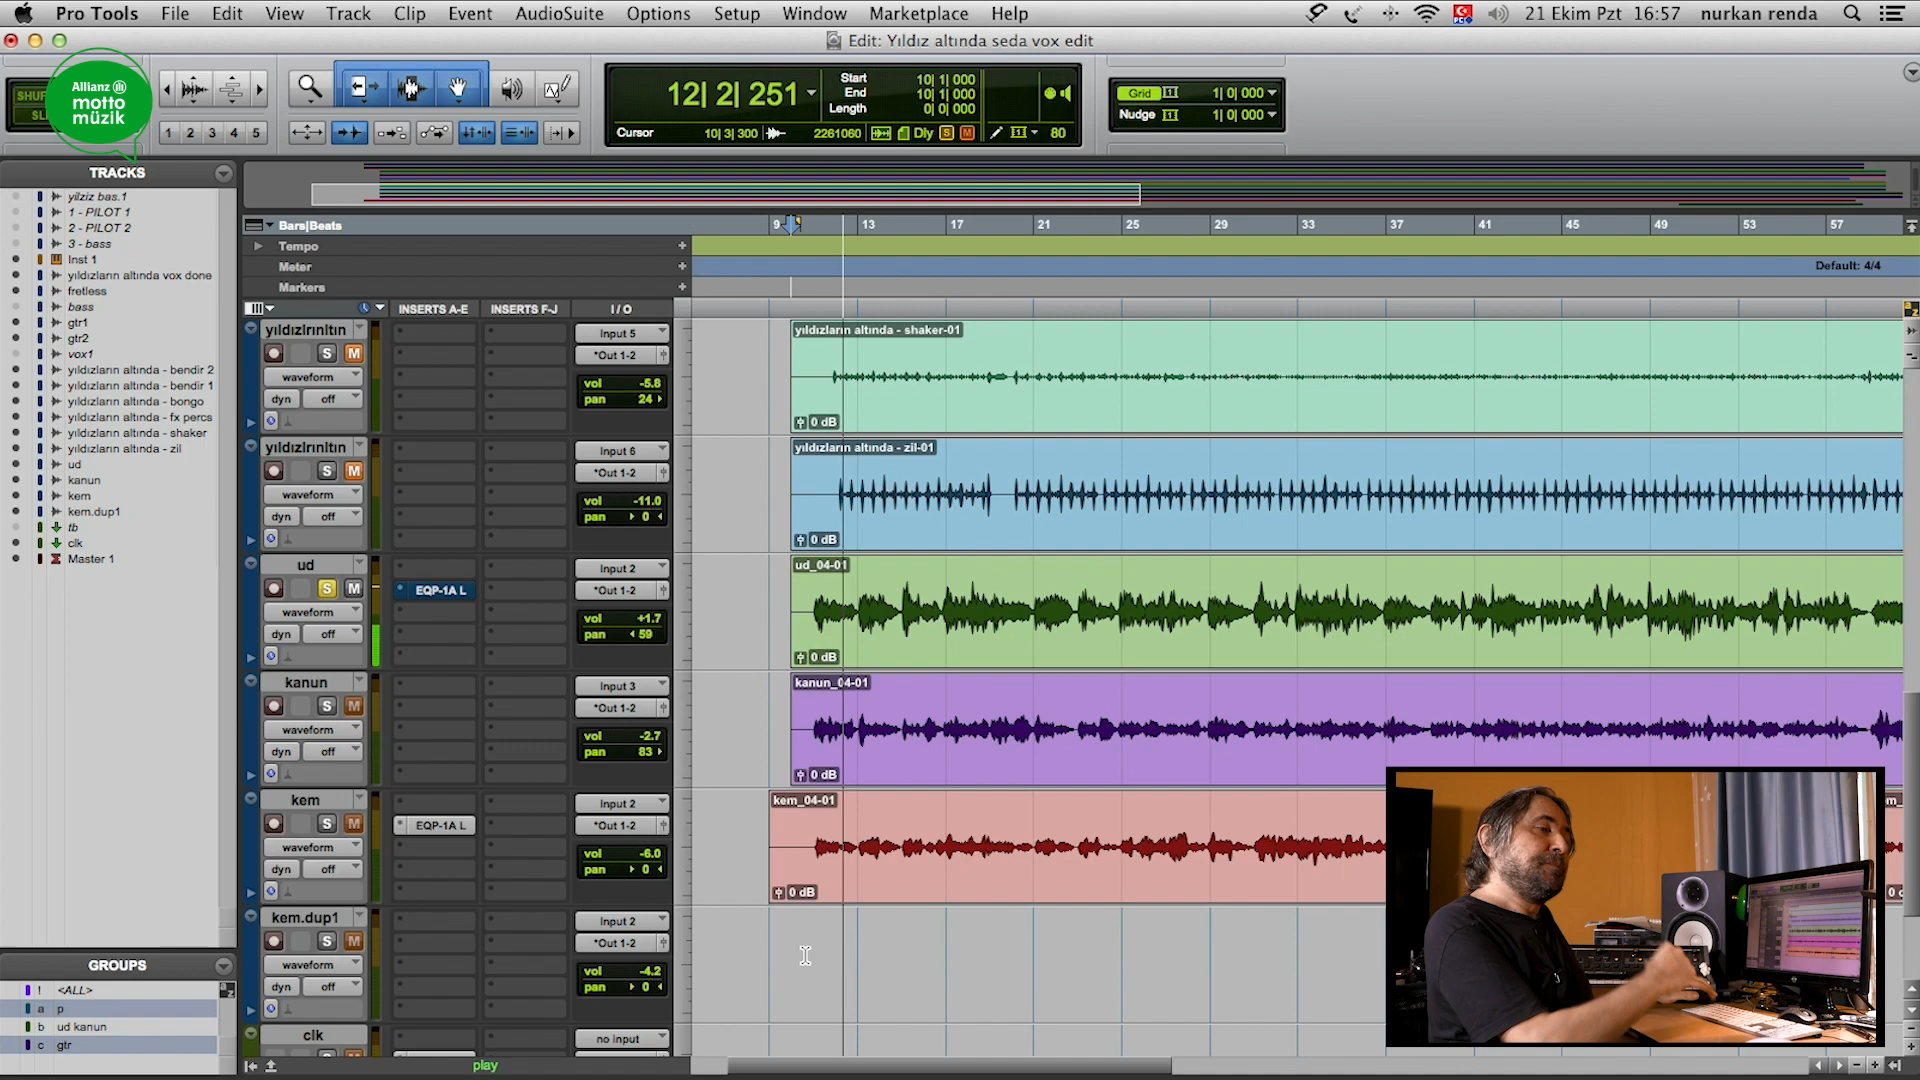 Pro Tools File Edit View Track Clip Event AudioSuite Options Setup Window Marketplace Help
21 Ekim Pzt 16:57 nurkan renda
Edit: Yıldız altında seda vox edit
Allianz
motto
müzik
SHUF
SL
1 2 3 4 5
12| 2| 251
Start 10| 1| 000
End 10| 1| 000
Length 0| 0| 000
Cursor 10| 3| 300 2261060 Dly S M 80
Grid 1| 0| 000
Nudge 1| 0| 000
TRACKS
yilziz bas.1
1 - PILOT 1
2 - PILOT 2
3 - bass
Inst 1
yıldızların altında vox done
fretless
bass
gtr1
gtr2
vox1
yıldızların altında - bendir 2
yıldızların altında - bendir 1
yıldızların altında - bongo
yıldızların altında - fx percs
yıldızların altında - shaker
yıldızların altında - zil
ud
kanun
kem
kem.dup1
tb
clk
Master 1
GROUPS
! <ALL>
a p
b ud kanun
c gtr
Bars|Beats 9 13 17 21 25 29 33 37 41 45 49 53 57
Tempo
Meter Default: 4/4
Markers
INSERTS A-E INSERTS F-J I / O
yıldızlrınltın
S M
waveform
dyn off
Input 5
*Out 1-2
vol -5.8
pan 24
yıldızların altında - shaker-01
0 dB
yıldızlrınltın
S M
waveform
dyn off
Input 6
*Out 1-2
vol -11.0
pan 0
yıldızların altında - zil-01
0 dB
ud
S M
waveform
dyn off
EQP-1A L
Input 2
*Out 1-2
vol +1.7
pan 59
ud_04-01
0 dB
kanun
S M
waveform
dyn off
Input 3
*Out 1-2
vol -2.7
pan 83
kanun_04-01
0 dB
kem
S M
waveform
dyn off
EQP-1A L
Input 2
*Out 1-2
vol -6.0
pan 0
kem_04-01
0 dB
kem.dup1
S M
waveform
dyn off
Input 2
*Out 1-2
vol -4.2
pan 0
clk
no input
play